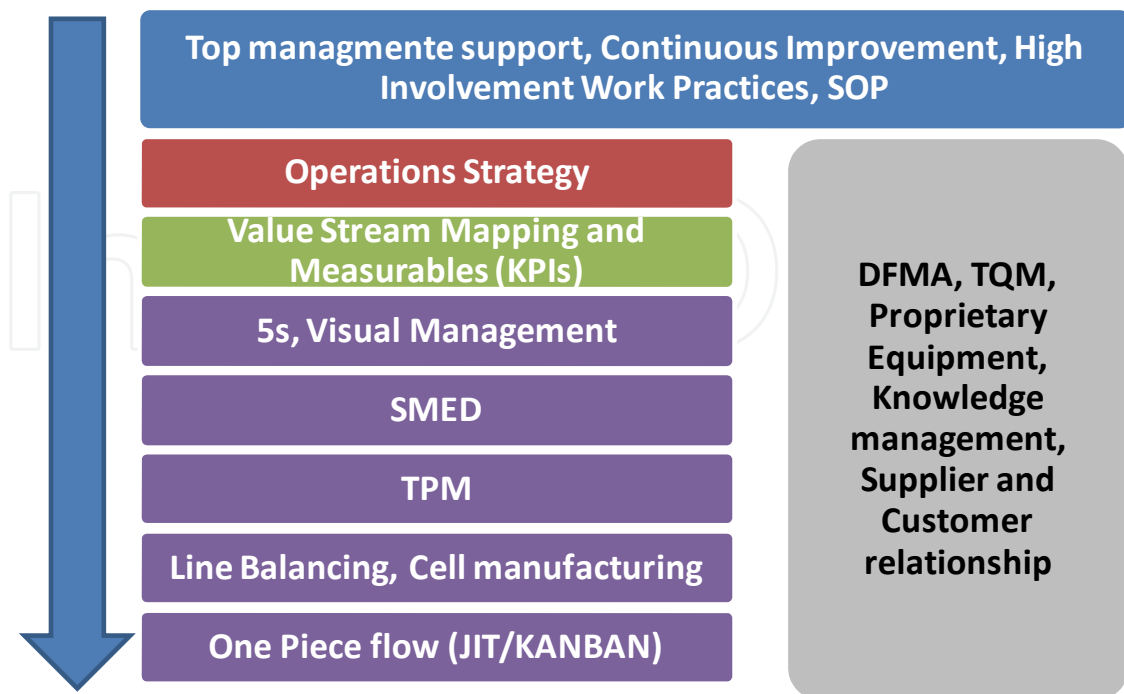 Top managmente support, Continuous Improvement, High
Involvement Work Practices, SOP
Operations Strategy
Value Stream Mapping and
Measurables (KPIs)
5s, Visual Management
SMED
TPM
Line Balancing, Cell manufacturing
One Piece flow (JIT/KANBAN)
DFMA, TQM,
Proprietary
Equipment,
Knowledge
management,
Supplier and
Customer
relationship